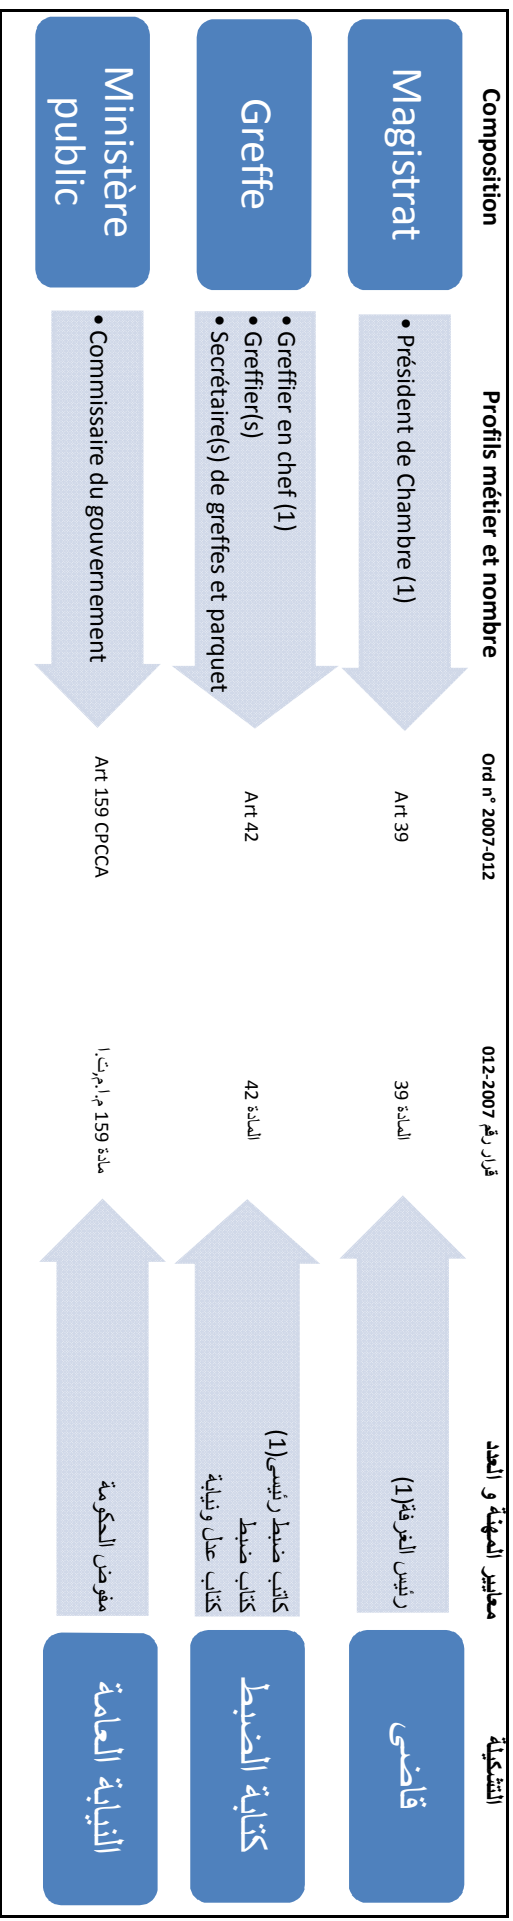 Composition
Profils métier et nombre
Ord n° 2007-012
قرار رقم 2007-012
معايير المهنة و العدد
التشكيلة
Magistrat
• Président de Chambre (1)
Art 39
المادة 39
رئيس الغرفة(1)
قاضى
Greffe
• Greffier en chef (1)
• Greffier(s)
• Secrétaire(s) de greffes et parquet
Art 42
المادة 42
كاتب ضبط رئيسى(1)
كتاب ضبط
كتاب عدل ونيابة
كتابة الضبط
Ministère
public
• Commissaire du gouvernement
Art 159 CPCCA
مادة 159 م.ا.م.ت.ا
مفوض الحكومة
النيابة العامة